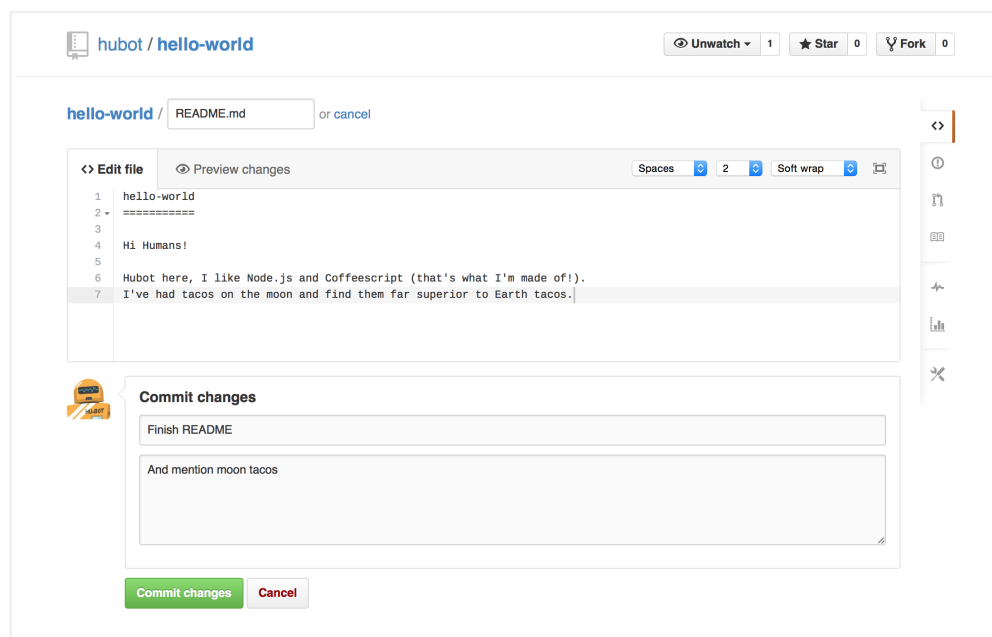 hubot / hello-world
Unwatch 1 Star 0 Fork 0
hello-world / README.md or cancel
<> Edit file Preview changes Spaces 2 Soft wrap
1 hello-world
2 ===========
3
4 Hi Humans!
5
6 Hubot here, I like Node.js and Coffeescript (that's what I'm made of!).
7 I've had tacos on the moon and find them far superior to Earth tacos.
HU-BOT
Commit changes
Finish README
And mention moon tacos
Commit changes Cancel